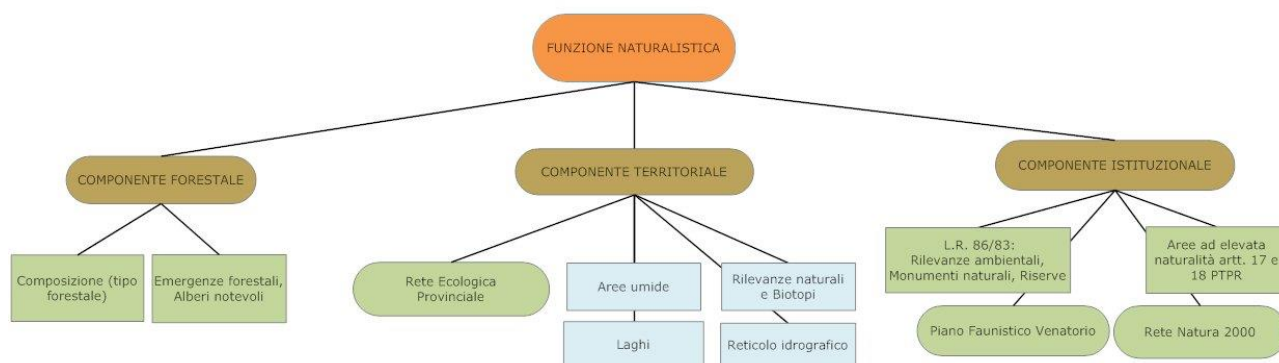 FUNZIONE NATURALISTICA
COMPONENTE FORESTALE
COMPONENTE TERRITORIALE
COMPONENTE ISTITUZIONALE
Composizione (tipo
forestale)
Emergenze forestali,
Alberi notevoli
Rete Ecologica
Provinciale
Aree umide
Rilevanze naturali
e Biotopi
Laghi
Reticolo idrografico
L.R. 86/83:
Rilevanze ambientali,
Monumenti naturali, Riserve
Aree ad elevata
naturalità artt. 17 e
18 PTPR
Piano Faunistico Venatorio
Rete Natura 2000